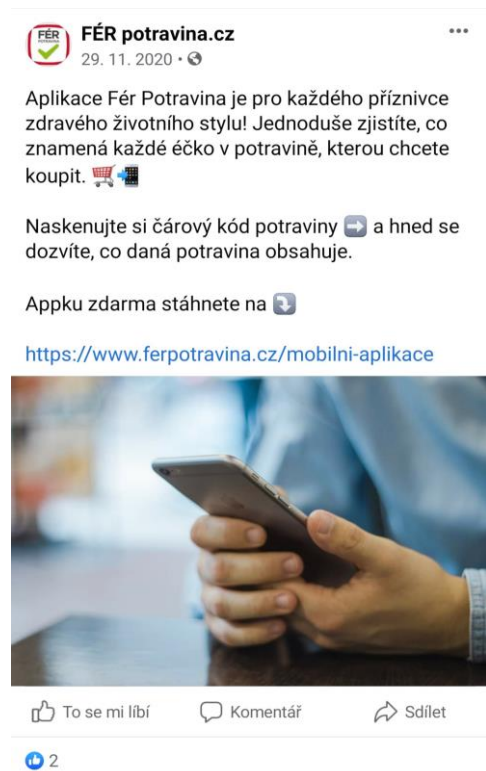 FÉR potravina.cz
29. 11. 2020 •
Aplikace Fér Potravina je pro každého příznivce
zdravého životního stylu! Jednoduše zjistíte, co
znamená každé éčko v potravině, kterou chcete
koupit. 🛒📲
Naskenujte si čárový kód potraviny ➡️ a hned se
dozvíte, co daná potravina obsahuje.
Appku zdarma stáhnete na ⤵️
https://www.ferpotravina.cz/mobilni-aplikace
To se mi líbí Komentář Sdílet
2